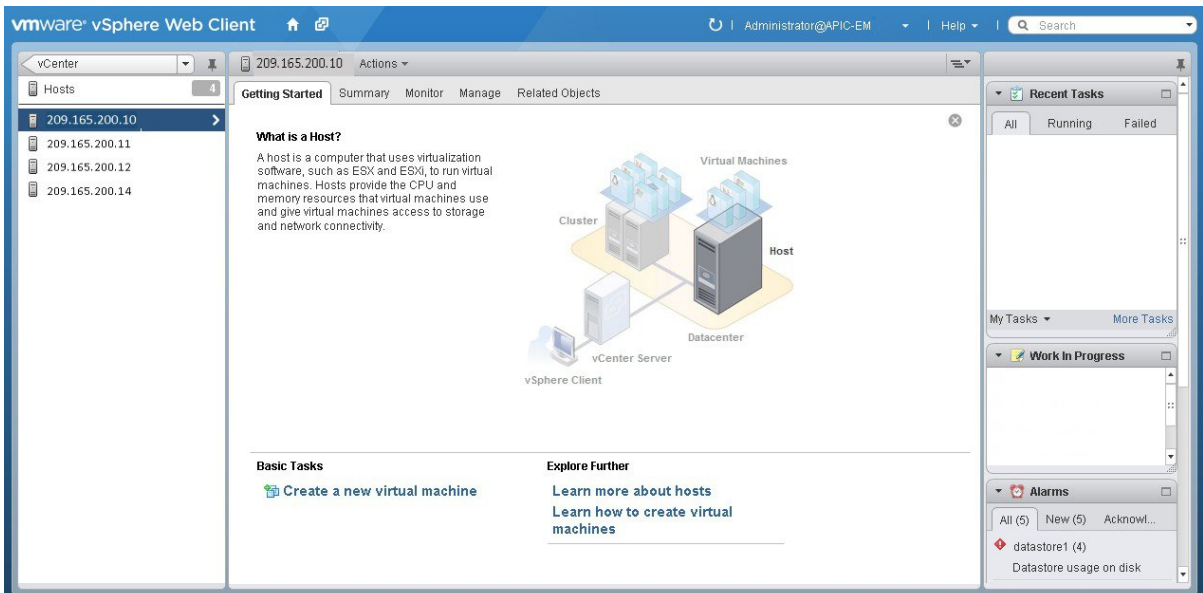 vmware® vSphere Web Client
Administrator@APIC-EM
Help
Search
vCenter
Hosts
4
209.165.200.10
209.165.200.11
209.165.200.12
209.165.200.14
209.165.200.10 Actions
Getting Started Summary Monitor Manage Related Objects
What is a Host?
A host is a computer that uses virtualization
software, such as ESX and ESXi, to run virtual
machines. Hosts provide the CPU and
memory resources that virtual machines use
and give virtual machines access to storage
and network connectivity.
Virtual Machines
Cluster
Host
Datacenter
vCenter Server
vSphere Client
Basic Tasks
Create a new virtual machine
Explore Further
Learn more about hosts
Learn how to create virtual
machines
Recent Tasks
All Running Failed
My Tasks More Tasks
Work In Progress
Alarms
All (5) New (5) Acknowl...
datastore1 (4)
Datastore usage on disk